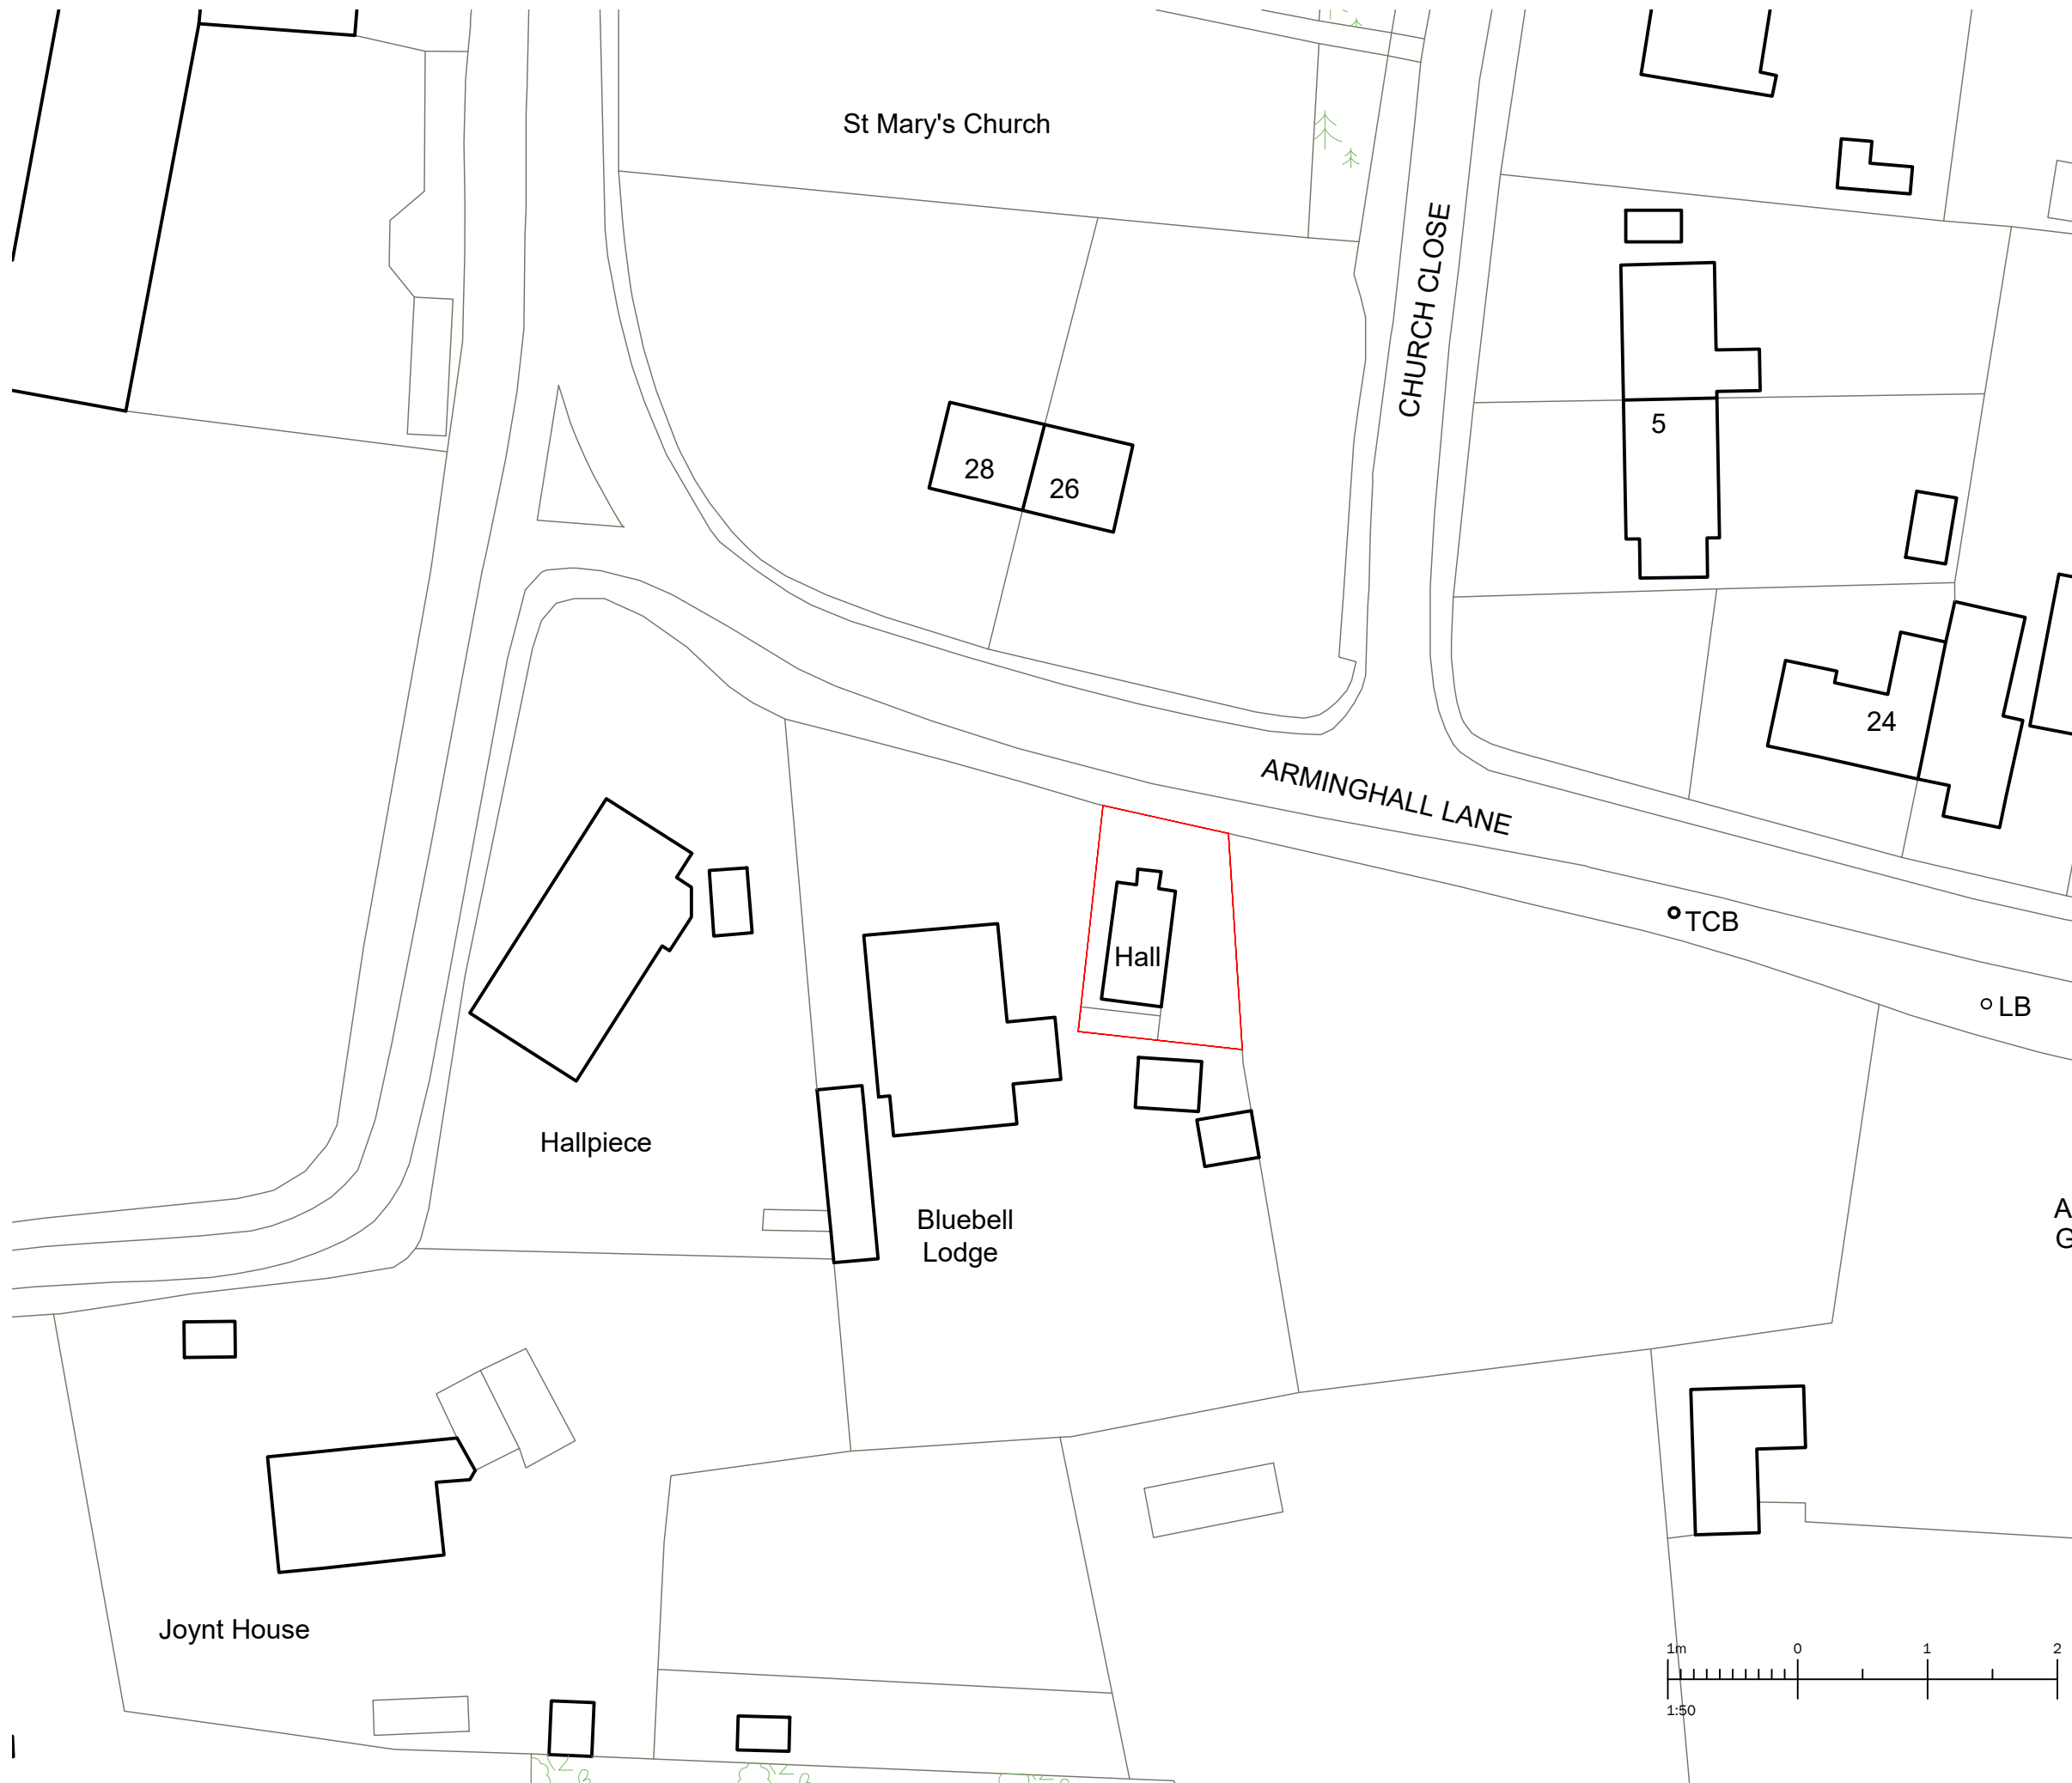 St Mary's Church
CHURCH CLOSE
5
28
26
24
ARMINGHALL LANE
TCB
Hall
LB
Hallpiece
A
G
Bluebell
Lodge
Joynt House
1m 0 1 2
1:50